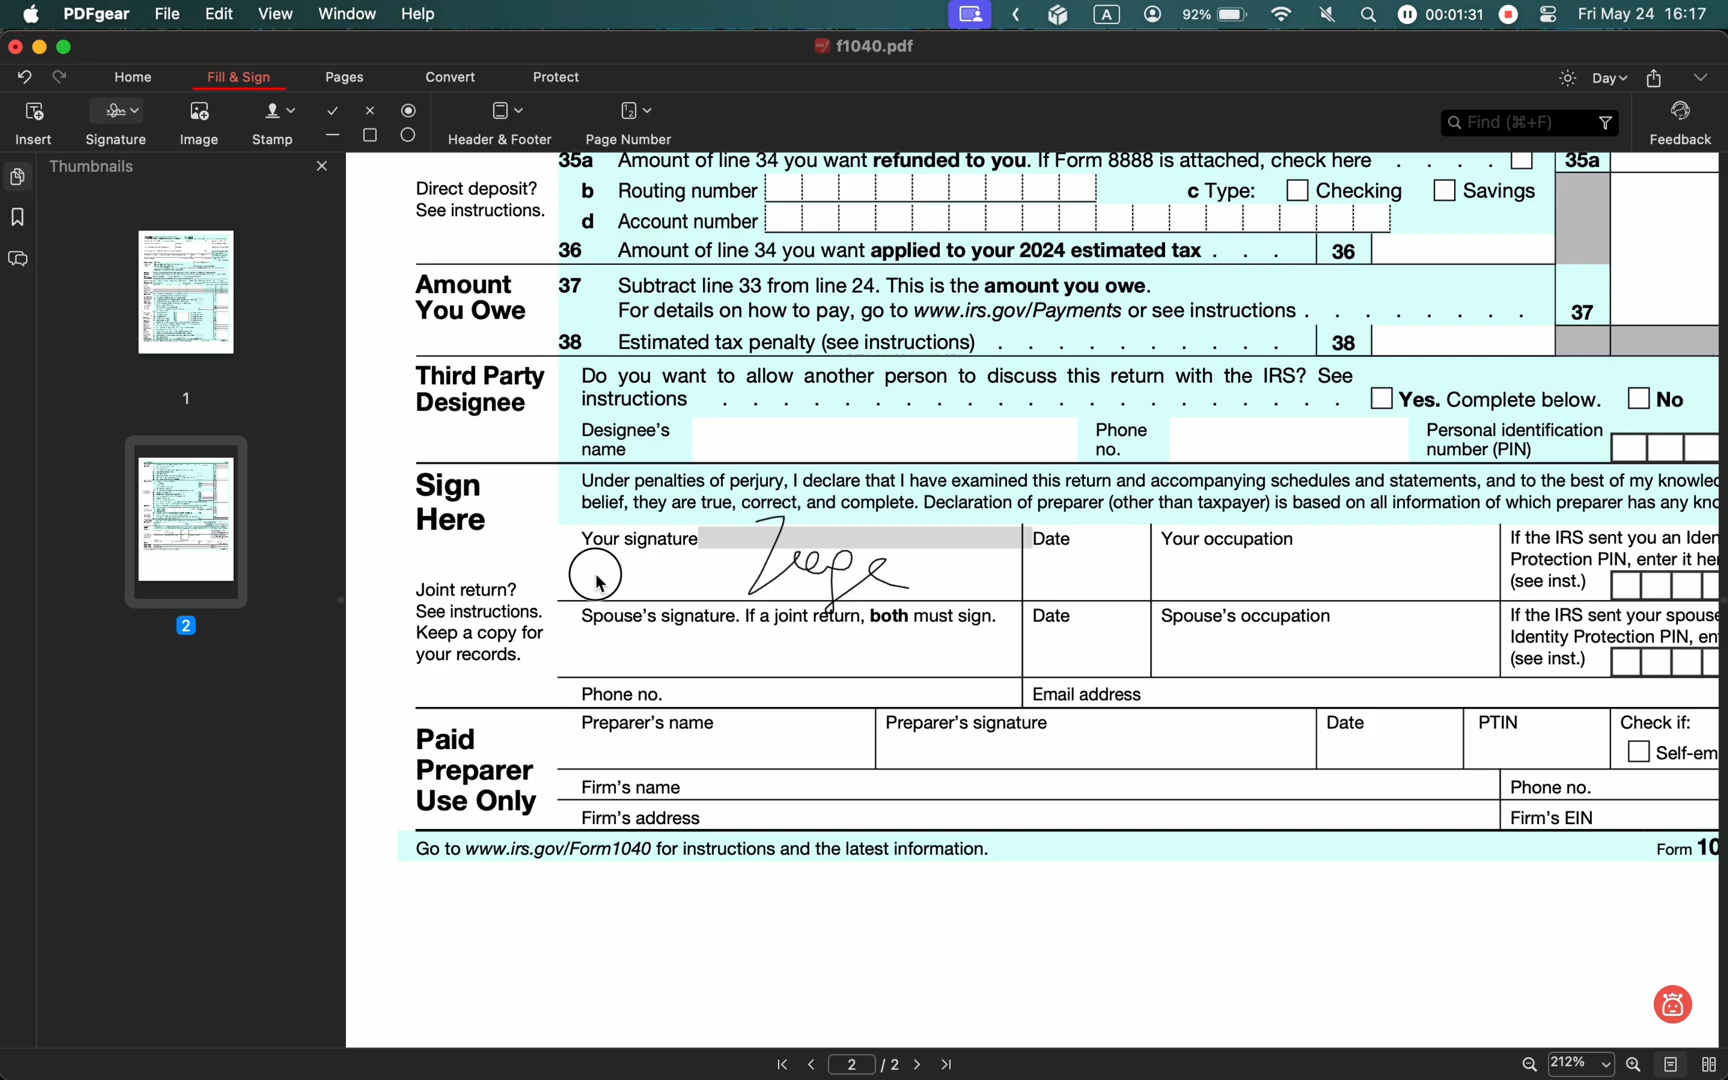 PDFgear File Edit View Window Help A 92% 00:01:31 Fri May 24 16:17
f1040.pdf
Home Fill & Sign Pages Convert Protect Day
Insert Signature Image Stamp Header & Footer Page Number Find (⌘+F) Feedback
Thumbnails
1
2
35a Amount of line 34 you want refunded to you. If Form 8888 is attached, check here . . . . 35a
Direct deposit?
See instructions.
b Routing number c Type: Checking Savings
d Account number
36 Amount of line 34 you want applied to your 2024 estimated tax . . . 36
Amount
You Owe
37 Subtract line 33 from line 24. This is the amount you owe.
For details on how to pay, go to www.irs.gov/Payments or see instructions . . . . . . . . 37
38 Estimated tax penalty (see instructions) . . . . . . . . . . 38
Third Party
Designee
Do you want to allow another person to discuss this return with the IRS? See
instructions . . . . . . . . . . . . . . . . . . . . . Yes. Complete below. No
Designee's
name
Phone
no.
Personal identification
number (PIN)
Sign
Here
Under penalties of perjury, I declare that I have examined this return and accompanying schedules and statements, and to the best of my
belief, they are true, correct, and complete. Declaration of preparer (other than taxpayer) is based on all information of which preparer has any
Your signature Date Your occupation
If the IRS sent you an
Protection PIN, enter it
(see inst.)
Joint return?
See instructions.
Keep a copy for
your records.
Spouse's signature. If a joint return, both must sign. Date Spouse's occupation
If the IRS sent your
Identity Protection PIN,
(see inst.)
Phone no. Email address
Paid
Preparer
Use Only
Preparer's name Preparer's signature Date PTIN Check if:
Self-em
Firm's name Phone no.
Firm's address Firm's EIN
Go to www.irs.gov/Form1040 for instructions and the latest information. Form 10
2 / 2 212%